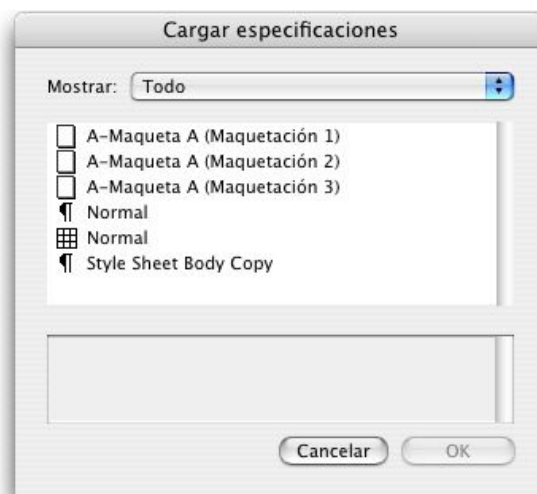 Cargar especificaciones
Mostrar: Todo
A-Maqueta A (Maquetación 1)
A-Maqueta A (Maquetación 2)
A-Maqueta A (Maquetación 3)
¶ Normal
Normal
¶ Style Sheet Body Copy
Cancelar OK